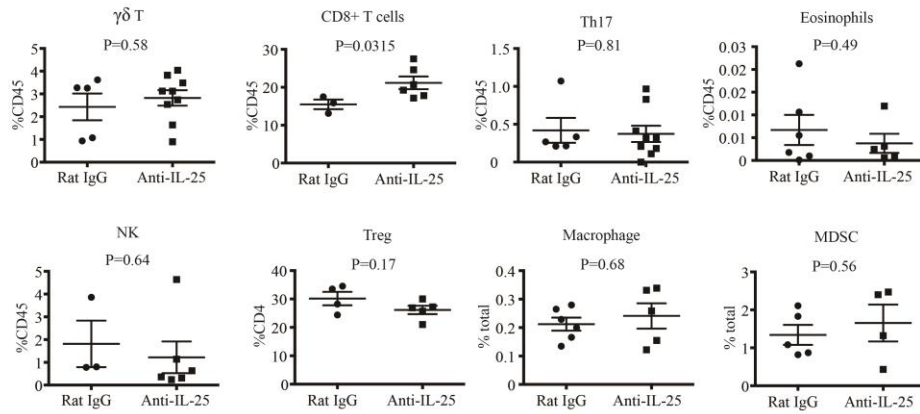 γδ T
P=0.58
%CD45
5
4
3
2
1
0
Rat IgG
Anti-IL-25
CD8+ T cells
P=0.0315
%CD45
30
20
10
0
Rat IgG
Anti-IL-25
Th17
P=0.81
%CD45
1.5
1.0
0.5
0.0
Rat IgG
Anti-IL-25
Eosinophils
P=0.49
%CD45
0.03
0.02
0.02
0.01
0.01
0.00
Rat IgG
Anti-IL-25
NK
P=0.64
%CD45
5
4
3
2
1
0
Rat IgG
Anti-IL-25
Treg
P=0.17
%CD4
40
30
20
10
0
Rat IgG
Anti-IL-25
Macrophage
P=0.68
% total
0.4
0.3
0.2
0.1
0.0
Rat IgG
Anti-IL-25
MDSC
P=0.56
% total
3
2
1
0
Rat IgG
Anti-IL-25